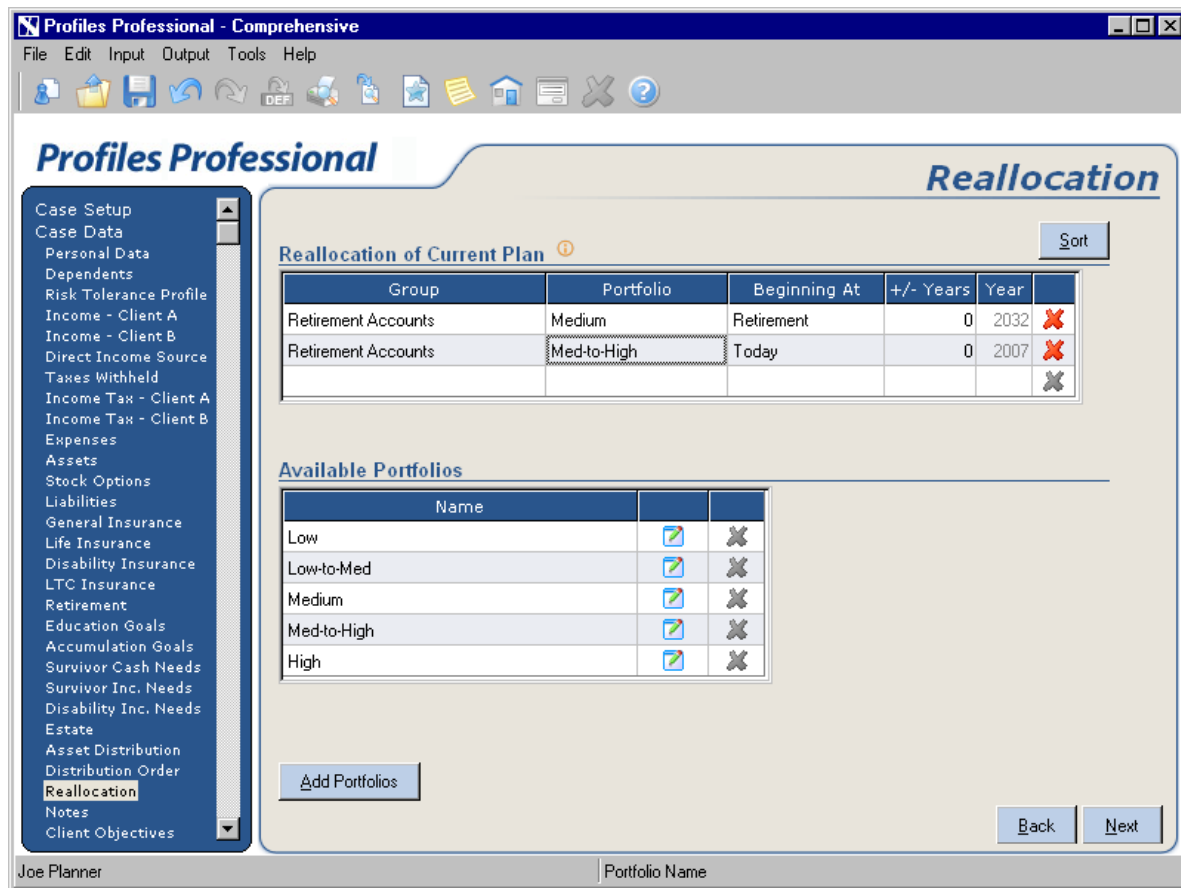 Profiles Professional - Comprehensive
File Edit Input Output Tools Help
DEF
Profiles Professional
Reallocation
Case Setup
Case Data
Personal Data
Dependents
Risk Tolerance Profile
Income - Client A
Income - Client B
Direct Income Source
Taxes Withheld
Income Tax - Client A
Income Tax - Client B
Expenses
Assets
Stock Options
Liabilities
General Insurance
Life Insurance
Disability Insurance
LTC Insurance
Retirement
Education Goals
Accumulation Goals
Survivor Cash Needs
Survivor Inc. Needs
Disability Inc. Needs
Estate
Asset Distribution
Distribution Order
Reallocation
Notes
Client Objectives
Sort
Reallocation of Current Plan
Group Portfolio Beginning At +/- Years Year
Retirement Accounts Medium Retirement 0 2032
Retirement Accounts Med-to-High Today 0 2007
Available Portfolios
Name
Low
Low-to-Med
Medium
Med-to-High
High
Add Portfolios
Back Next
Joe Planner Portfolio Name